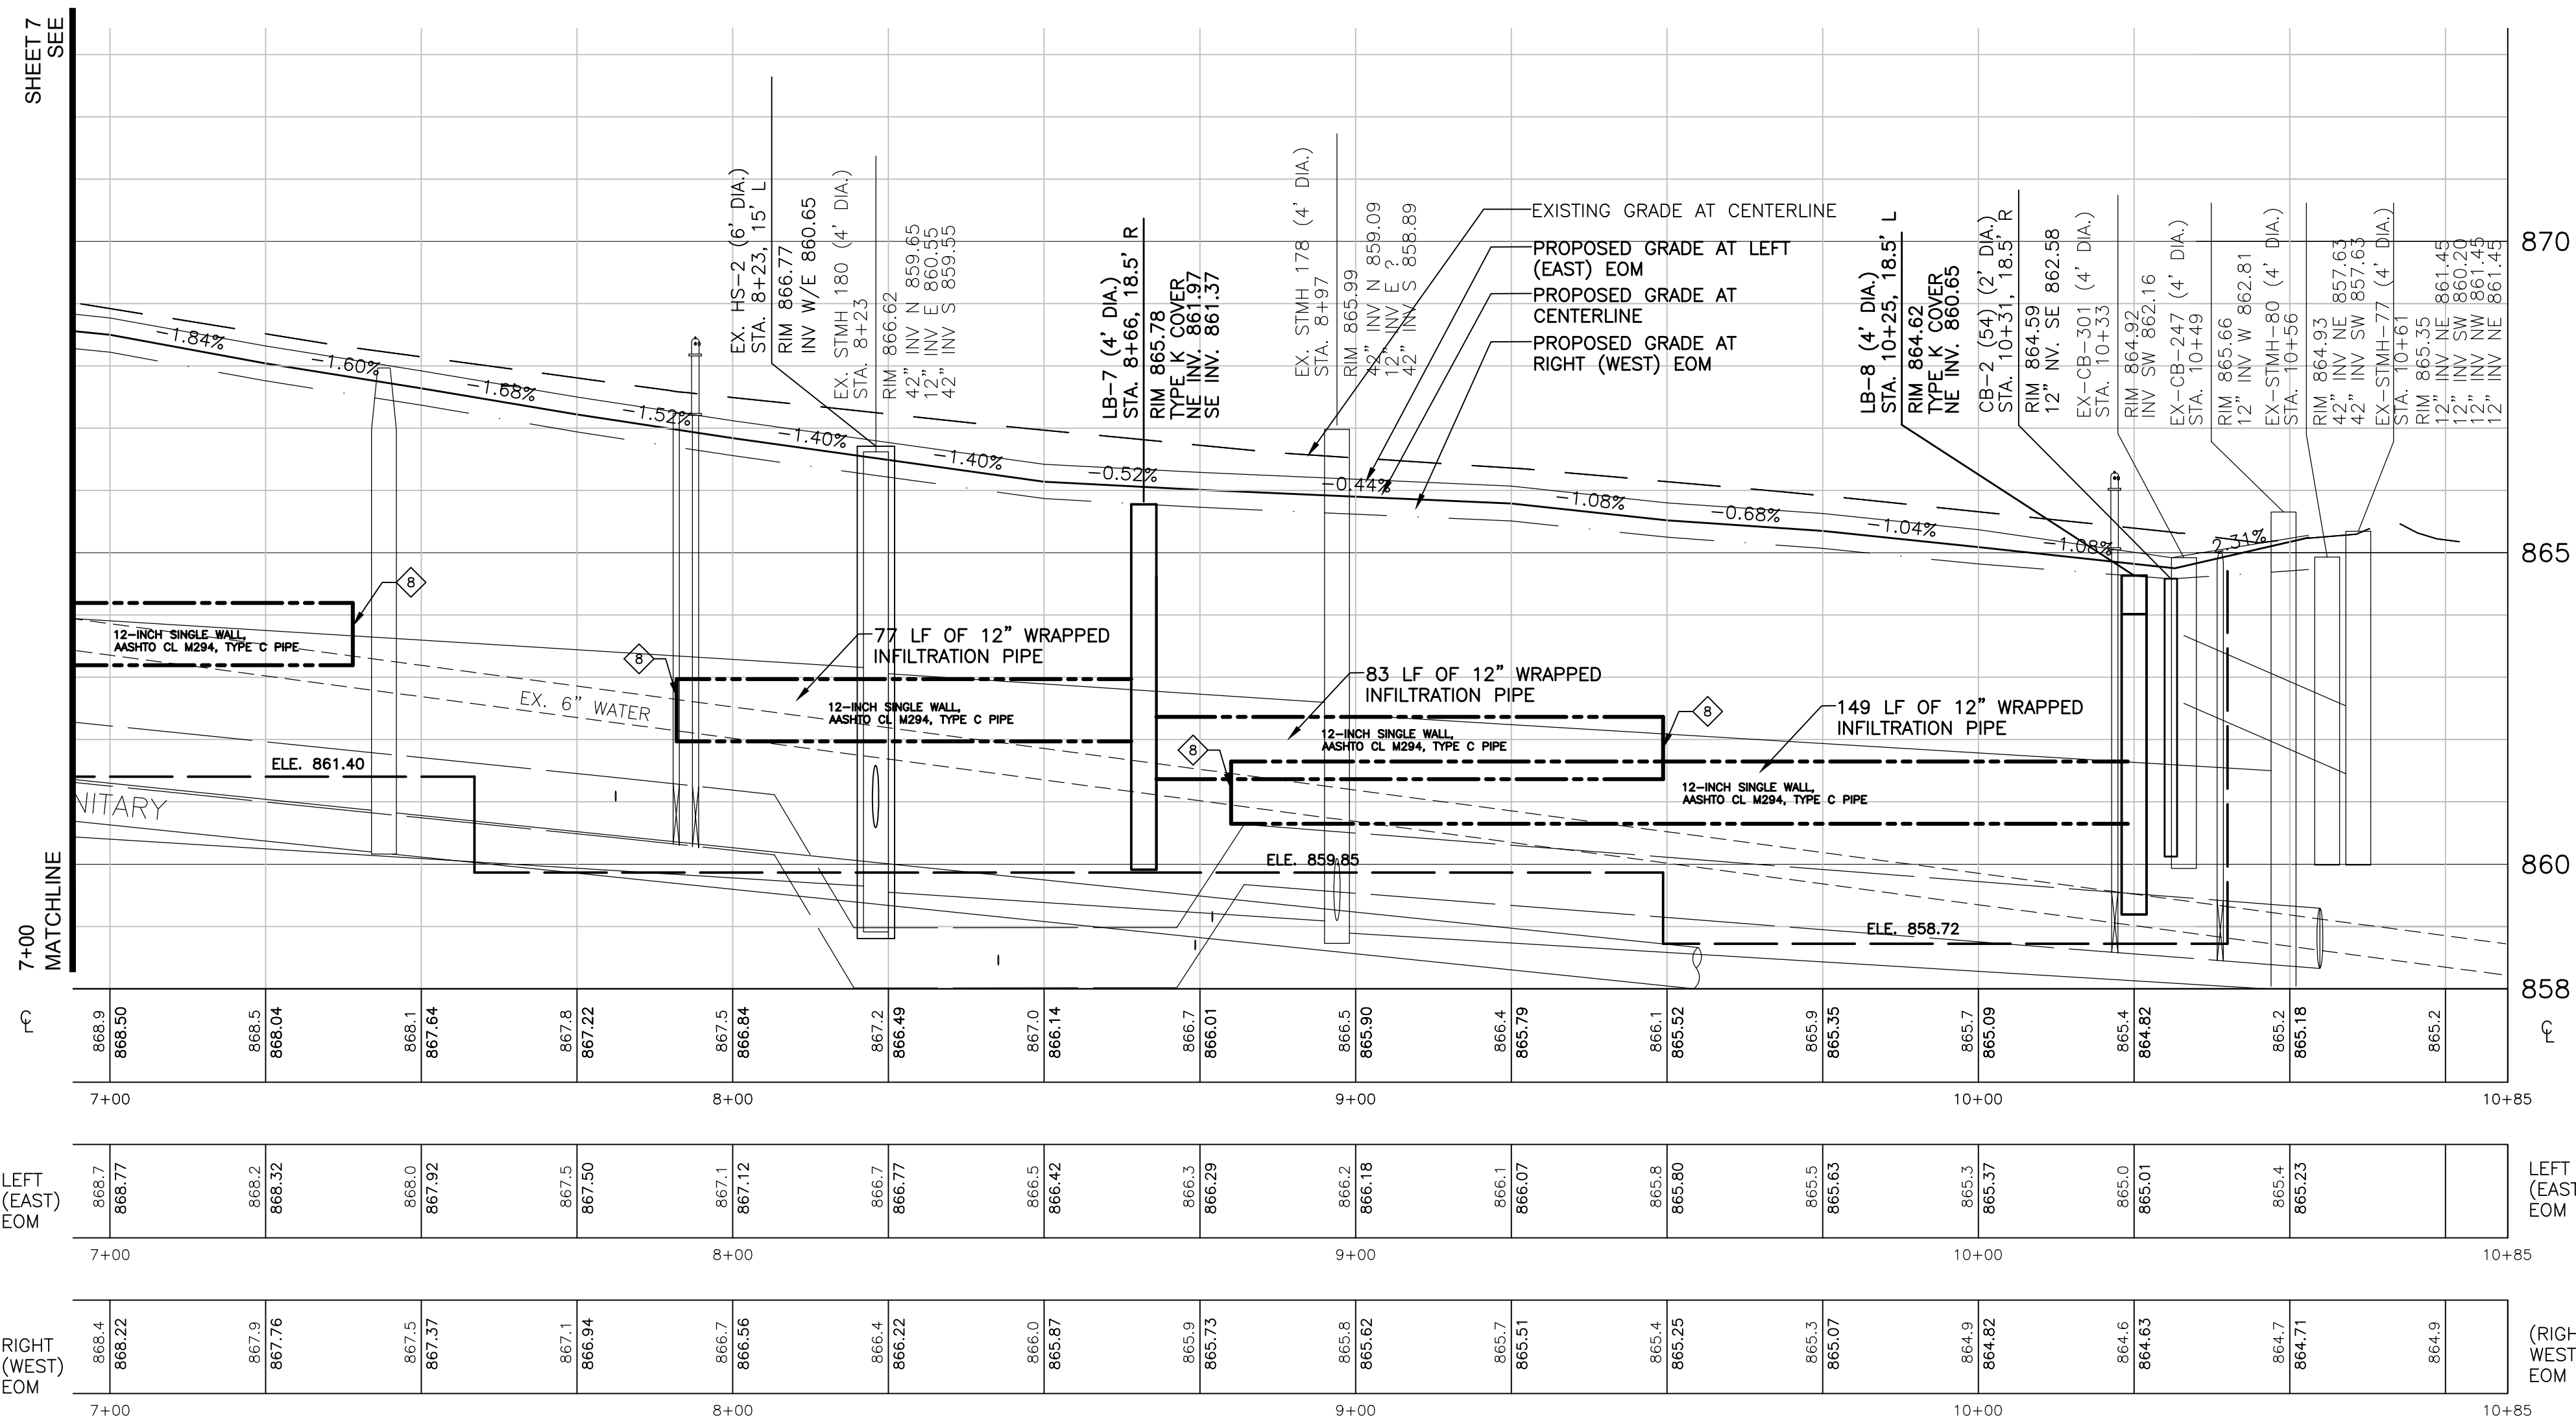 SHEET 7
SEE
7+00
MATCHLINE
-1.84%
-1.60%
-1.68%
-1.52%
-1.40%
-1.40%
-0.52%
-0.44%
-1.08%
-0.68%
-1.04%
-1.08%
2.31%
EX. HS-2 (6' DIA.)
STA. 8+23, 15' L
RIM 866.77
INV W/E 860.65
EX. STMH 180 (4' DIA.)
STA. 8+23
RIM 866.62
42" INV N 859.65
12" INV E 860.55
42" INV S 859.55
LB-7 (4' DIA.)
STA. 8+66, 18.5' R
RIM 865.78
TYPE K COVER
NE INV. 861.97
SE INV. 861.37
EX. STMH 178 (4' DIA.)
STA. 8+97
RIM 865.99
42" INV N 859.09
12" INV E ?
42" INV S 858.89
EXISTING GRADE AT CENTERLINE
PROPOSED GRADE AT LEFT
(EAST) EOM
PROPOSED GRADE AT
CENTERLINE
PROPOSED GRADE AT
RIGHT (WEST) EOM
LB-8 (4' DIA.)
STA. 10+25, 18.5' L
RIM 864.62
TYPE K COVER
NE INV. 860.65
CB-2 (54) (2' DIA.)
STA. 10+31, 18.5' R
RIM 864.59
12" NV. SE 862.58
EX-CB-301 (4' DIA.)
STA. 10+33
RIM 864.92
INV SW 862.16
EX-CB-247 (4' DIA.)
STA. 10+49
RIM 865.66
12" INV W 862.81
EX-STMH-80 (4' DIA.)
STA. 10+56
RIM 864.93
42" INV NE 857.63
42" INV SW 857.63
EX-STMH-77 (4' DIA.)
STA. 10+61
RIM 865.35
12" INV NE 861.45
12" INV SW 860.20
12" INV NW 861.45
12" INV NE 861.45
870
865
860
858
8
12-INCH SINGLE WALL,
AASHTO CL M294, TYPE C PIPE
8
77 LF OF 12" WRAPPED
INFILTRATION PIPE
12-INCH SINGLE WALL,
AASHTO CL M294, TYPE C PIPE
EX. 6" WATER
83 LF OF 12" WRAPPED
INFILTRATION PIPE
12-INCH SINGLE WALL,
AASHTO CL M294, TYPE C PIPE
8
8
149 LF OF 12" WRAPPED
INFILTRATION PIPE
12-INCH SINGLE WALL,
AASHTO CL M294, TYPE C PIPE
ELE. 861.40
NITARY
ELE. 859.85
ELE. 858.72
℄
868.9 868.50
868.5 868.04
868.1 867.64
867.8 867.22
867.5 866.84
867.2 866.49
867.0 866.14
866.7 866.01
866.5 865.90
866.4 865.79
866.1 865.52
865.9 865.35
865.7 865.09
865.4 864.82
865.2 865.18
865.2
℄
7+00 8+00 9+00 10+00 10+85
LEFT
(EAST)
EOM
868.7 868.77
868.2 868.32
868.0 867.92
867.5 867.50
867.1 867.12
866.7 866.77
866.5 866.42
866.3 866.29
866.2 866.18
866.1 866.07
865.8 865.80
865.5 865.63
865.3 865.37
865.0 865.01
865.4 865.23
LEFT
(EAST
EOM
7+00 8+00 9+00 10+00 10+85
RIGHT
(WEST)
EOM
868.4 868.22
867.9 867.76
867.5 867.37
867.1 866.94
866.7 866.56
866.4 866.22
866.0 865.87
865.9 865.73
865.8 865.62
865.7 865.51
865.4 865.25
865.3 865.07
864.9 864.82
864.6 864.63
864.7 864.71
864.9
(RIGH
WEST
EOM
7+00 8+00 9+00 10+00 10+85